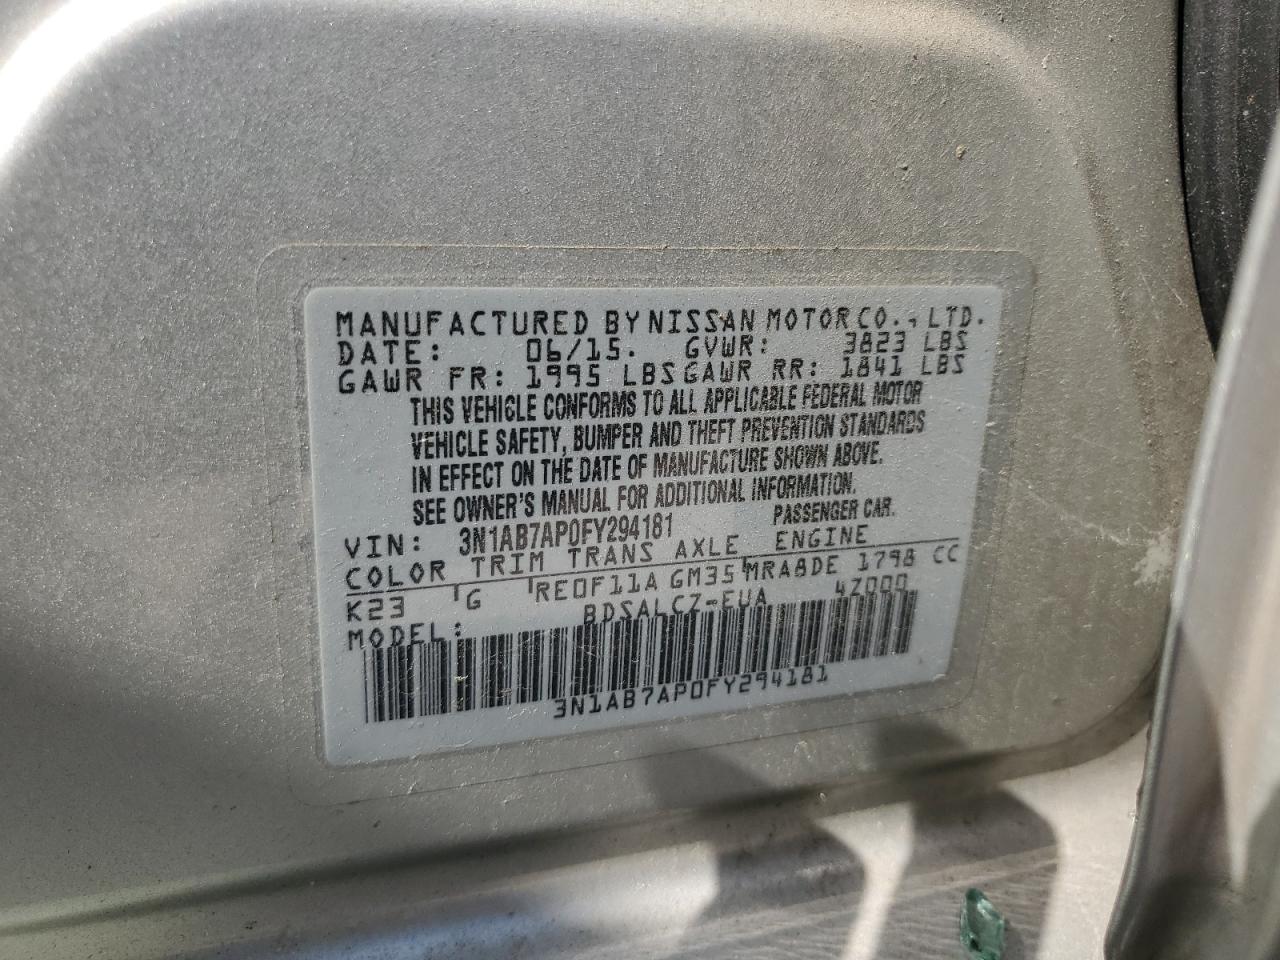 MANUFACTURED BY NISSAN MOTOR CO., LTD.
DATE: 06/15. GVWR: 3823 LBS
GAWR FR: 1995 LBS GAWR RR: 1841 LBS
THIS VEHICLE CONFORMS TO ALL APPLICABLE FEDERAL MOTOR
VEHICLE SAFETY, BUMPER AND THEFT PREVENTION STANDARDS
IN EFFECT ON THE DATE OF MANUFACTURE SHOWN ABOVE.
SEE OWNER'S MANUAL FOR ADDITIONAL INFORMATION.
VIN: 3N1AB7AP0FY294181 PASSENGER CAR.
COLOR TRIM TRANS AXLE ENGINE
K23 G RE0F11A GM35 MRA8DE 1798 CC
MODEL: BDSALCZ-EUA 4Z000
3N1AB7AP0FY294181